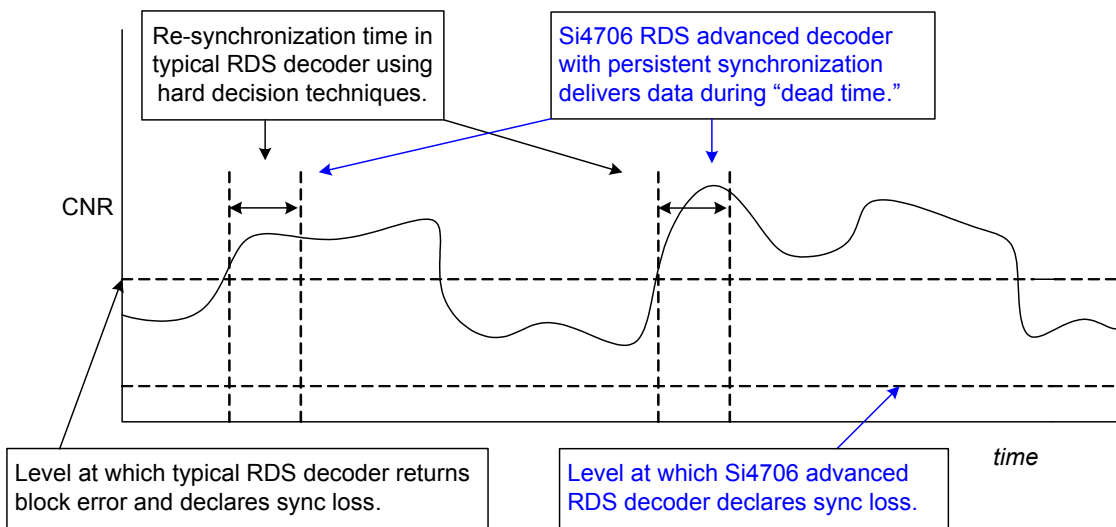 Re-synchronization time in
typical RDS decoder using
hard decision techniques.
Si4706 RDS advanced decoder
with persistent synchronization
delivers data during “dead time.”
CNR
time
Level at which typical RDS decoder returns
block error and declares sync loss.
Level at which Si4706 advanced
RDS decoder declares sync loss.